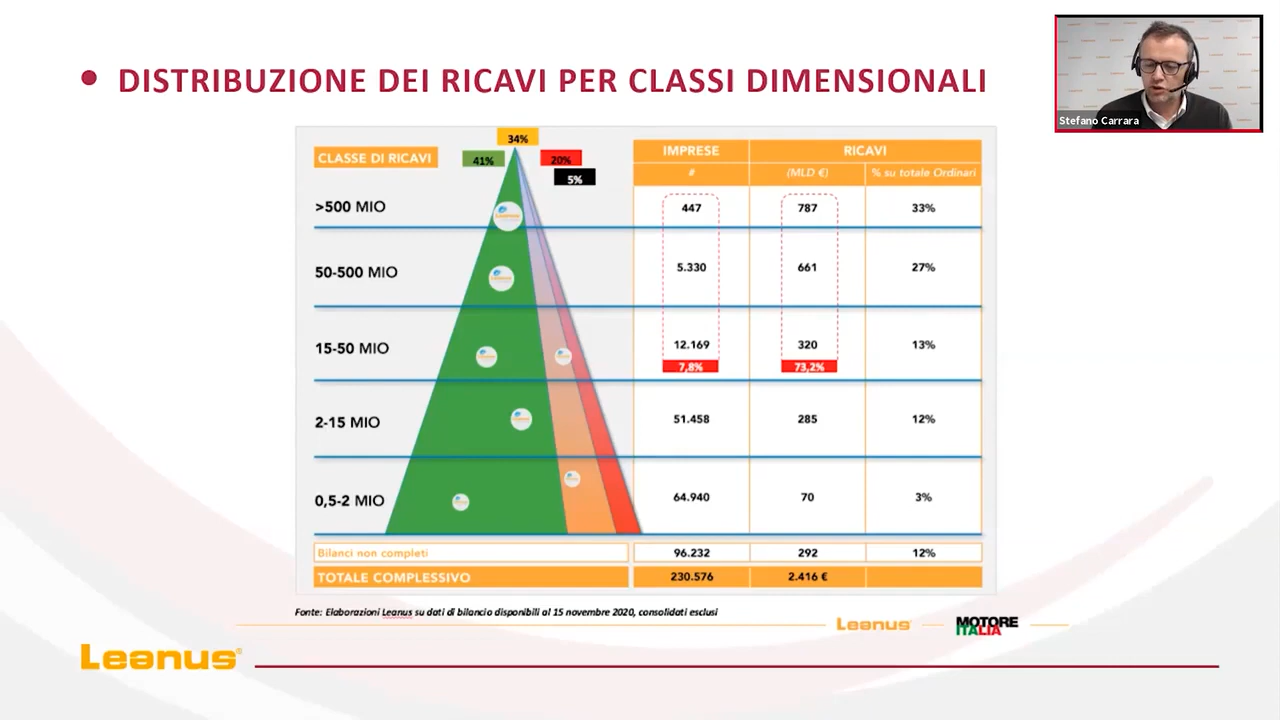 • DISTRIBUZIONE DEI RICAVI PER CLASSI DIMENSIONALI
Stefano Carrara
34%
41%
20%
5%
CLASSE DI RICAVI
IMPRESE
RICAVI
#
(MLD €)
% su totale Ordinari
>500 MIO
447
787
33%
50-500 MIO
5.330
661
27%
15-50 MIO
12.169
320
13%
7,8%
73,2%
2-15 MIO
51.458
285
12%
0,5-2 MIO
64.940
70
3%
Bilanci non completi
96.232
292
12%
TOTALE COMPLESSIVO
230.576
2.416 €
Fonte: Elaborazioni Leanus su dati di bilancio disponibili al 15 novembre 2020, consolidati esclusi
Leanus
MOTORE
ITALIA
Leanus®